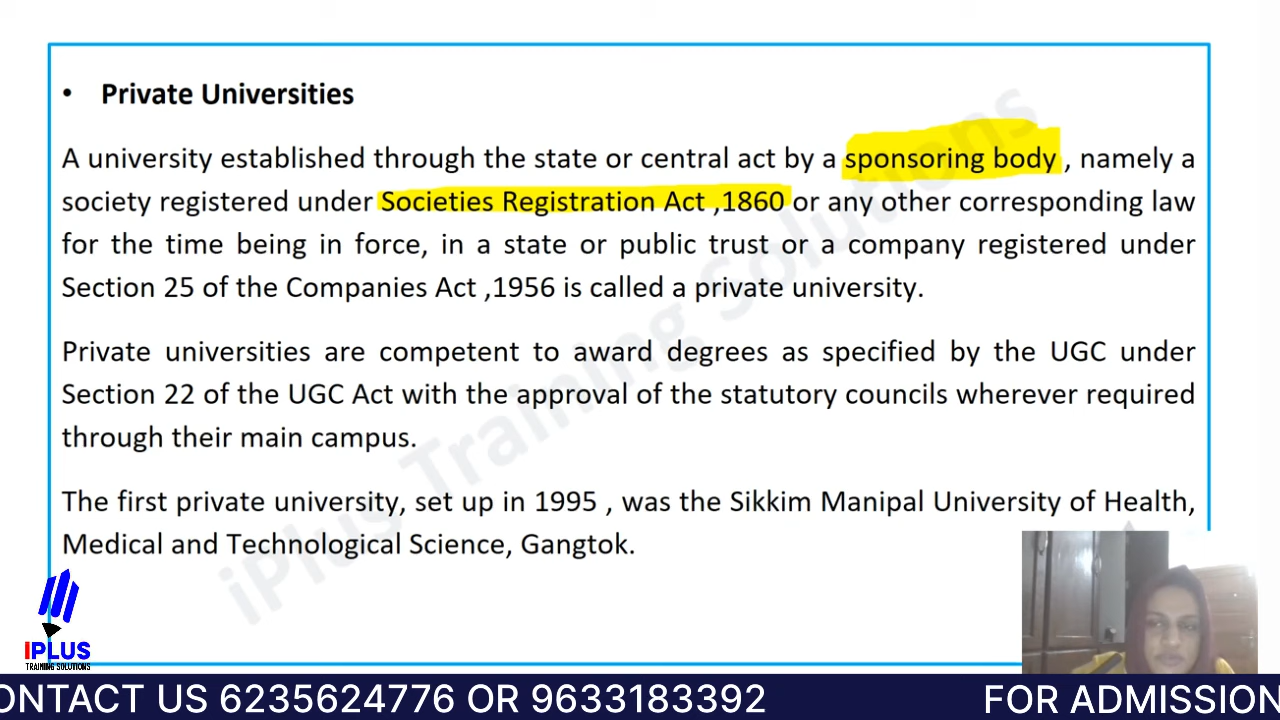 • Private Universities
A university established through the state or central act by a sponsoring body , namely a
society registered under Societies Registration Act ,1860 or any other corresponding law
for the time being in force, in a state or public trust or a company registered under
Section 25 of the Companies Act ,1956 is called a private university.
Private universities are competent to award degrees as specified by the UGC under
Section 22 of the UGC Act with the approval of the statutory councils wherever required
through their main campus.
The first private university, set up in 1995 , was the Sikkim Manipal University of Health,
Medical and Technological Science, Gangtok.
iPlus Training Solutions
IPLUS
TRAINING SOLUTIONS
ONTACT US 6235624776 OR 9633183392 FOR ADMISSION